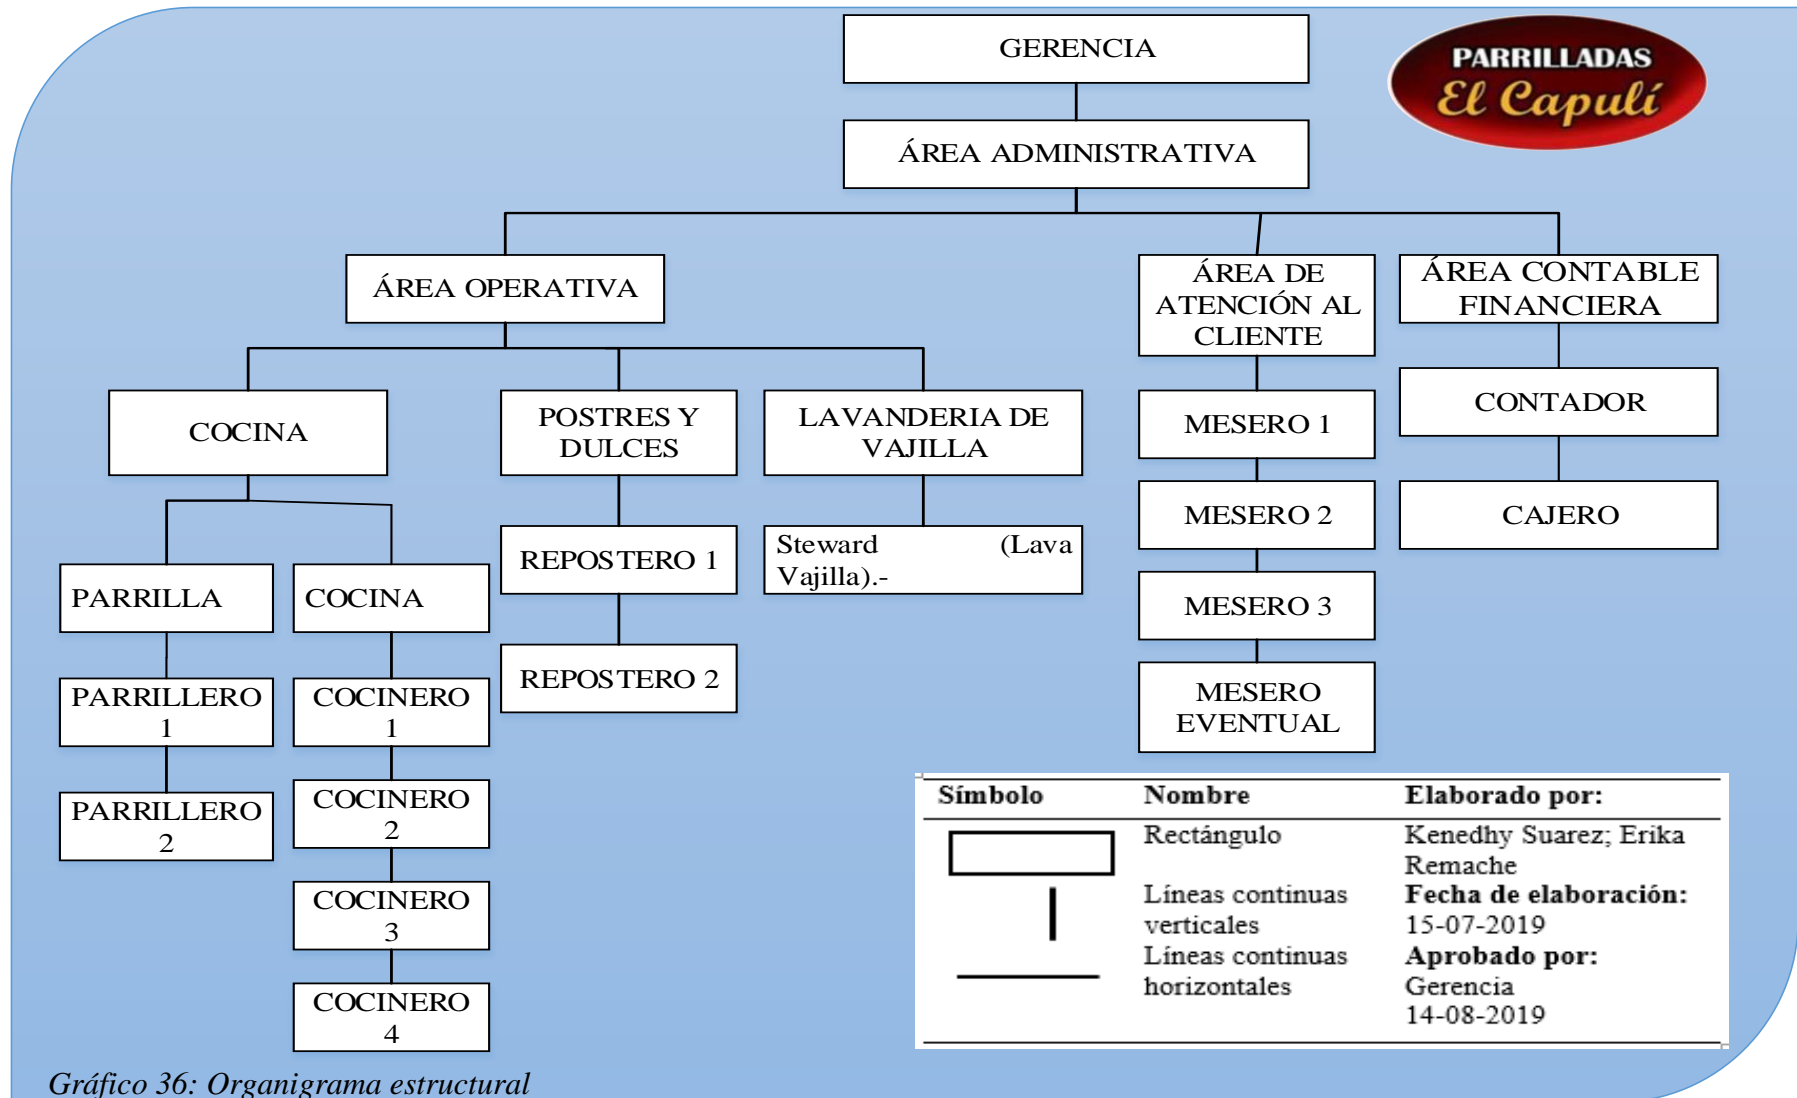 GERENCIA
PARRILLADAS
El Capulí
ÁREA ADMINISTRATIVA
ÁREA OPERATIVA
ÁREA DE
ATENCIÓN AL
CLIENTE
ÁREA CONTABLE
FINANCIERA
COCINA
POSTRES Y
DULCES
LAVANDERIA DE
VAJILLA
MESERO 1
CONTADOR
MESERO 2
CAJERO
REPOSTERO 1
Steward (Lava
Vajilla).-
PARRILLA
COCINA
MESERO 3
REPOSTERO 2
PARRILLERO
1
COCINERO
1
MESERO
EVENTUAL
PARRILLERO
2
COCINERO
2
COCINERO
3
COCINERO
4
Símbolo Nombre Elaborado por:
Rectángulo Kenedhy Suarez; Erika
Remache
Líneas continuas Fecha de elaboración:
verticales 15-07-2019
Líneas continuas Aprobado por:
horizontales Gerencia
14-08-2019
Gráfico 36: Organigrama estructural